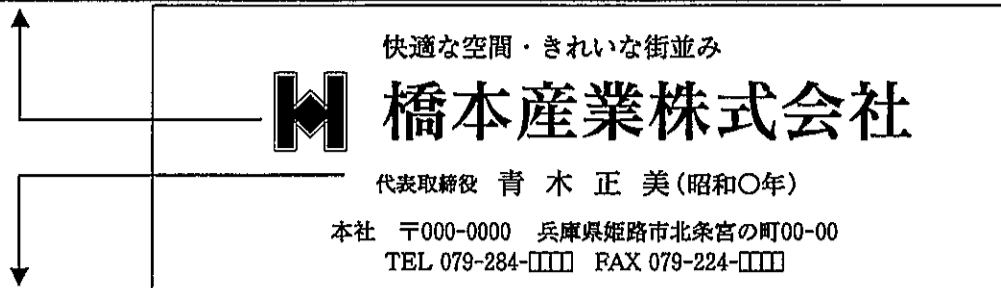 快適な空間・きれいな街並み
橋本産業株式会社
代表取締役 青木正美(昭和〇年)
本社 〒000-0000 兵庫県姫路市北条宮の町00-00
TEL 079-284-□□□□ FAX 079-224-□□□□